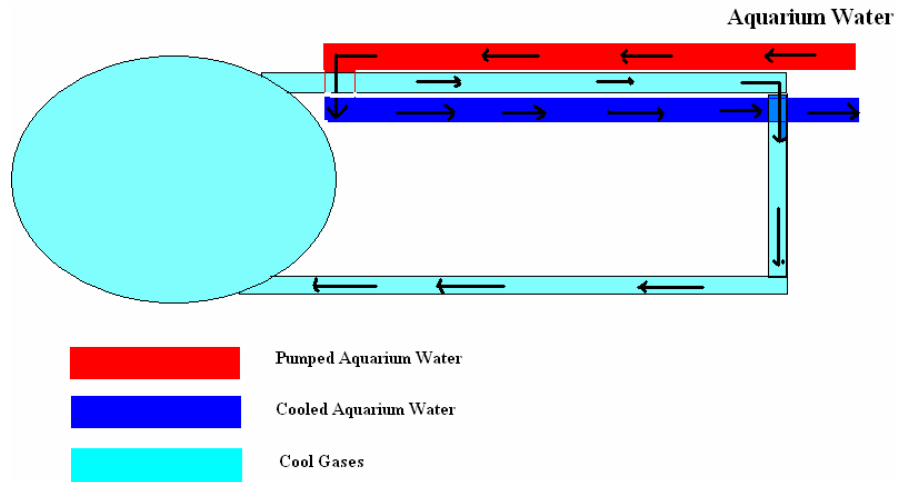 Aquarium Water
Pumped Aquarium Water
Cooled Aquarium Water
Cool Gases